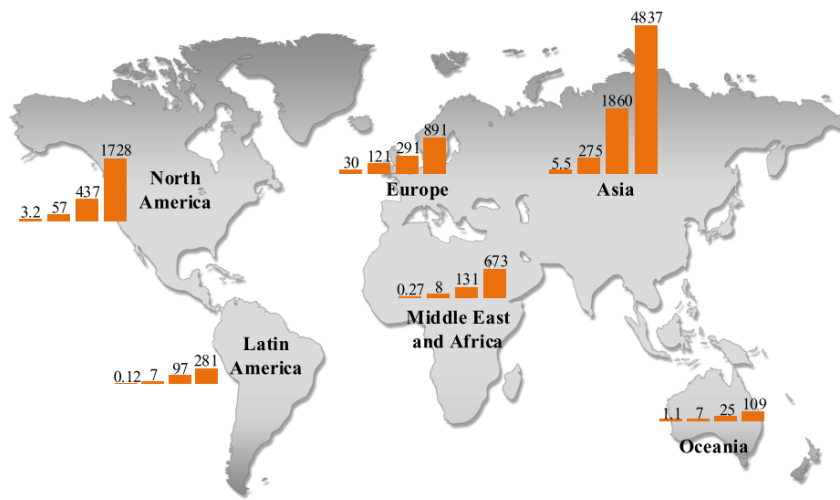 4837
1860
275
5.5
Asia
891
291
121
30
Europe
1728
437
57
3.2
North
America
673
131
8
0.27
Middle East
and Africa
281
97
7
0.12
Latin
America
109
25
7
1.1
Oceania